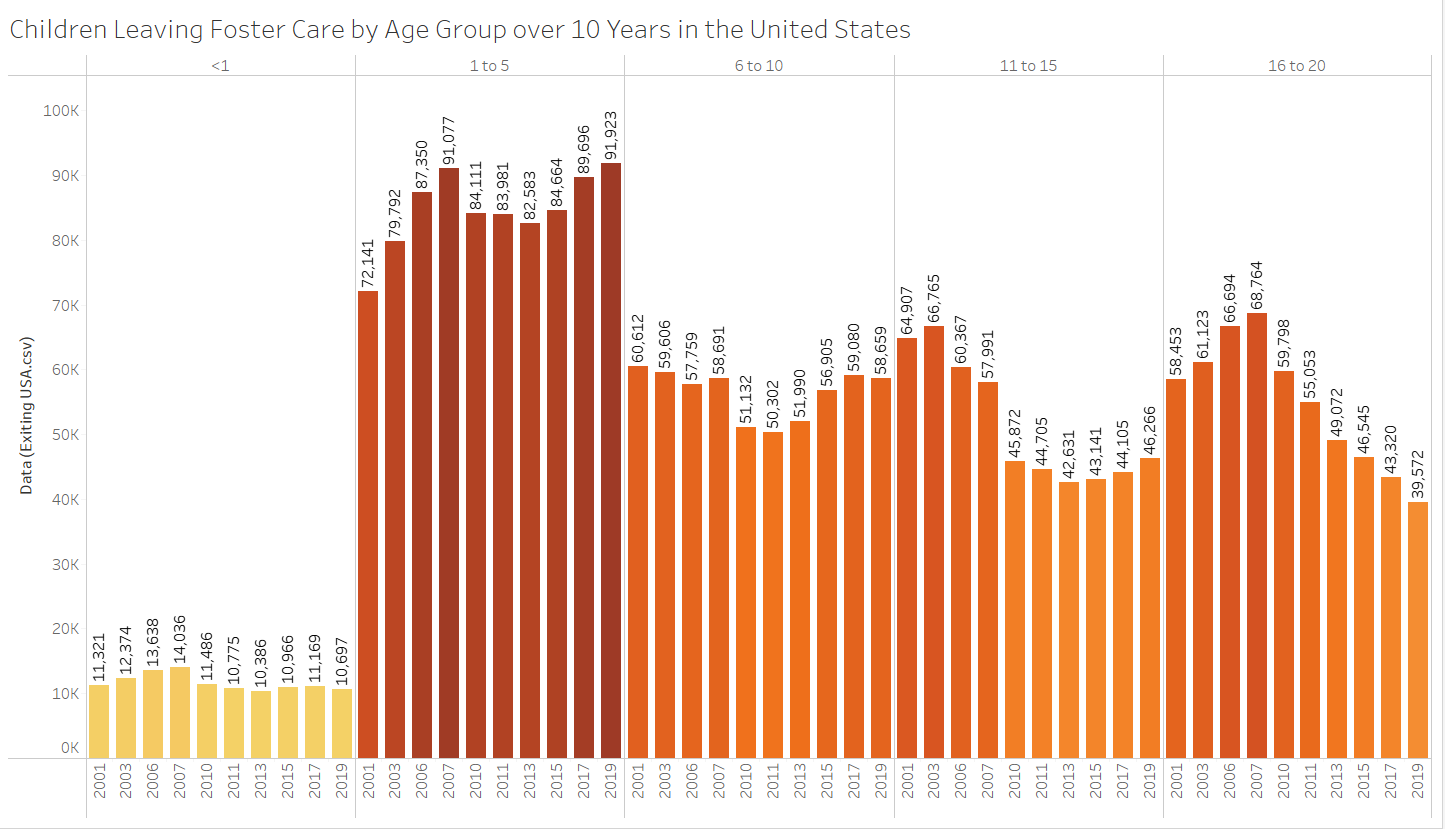 Children Leaving Foster Care by Age Group over 10 Years in the United States
<1 1 to 5 6 to 10 11 to 15 16 to 20
Data (Exiting USA.csv)
100K
90K
80K
70K
60K
50K
40K
30K
20K
10K
0K
11,321 12,374 13,638 14,036 11,486 10,775 10,386 10,966 11,169 10,697
72,141 79,792 87,350 91,077 84,111 83,981 82,583 84,664 89,696 91,923
60,612 59,606 57,759 58,691 51,132 50,302 51,990 56,905 59,080 58,659
64,907 66,765 60,367 57,991 45,872 44,705 42,631 43,141 44,105 46,266
58,453 61,123 66,694 68,764 59,798 55,053 49,072 46,545 43,320 39,572
2001 2003 2006 2007 2010 2011 2013 2015 2017 2019 2001 2003 2006 2007 2010 2011 2013 2015 2017 2019 2001 2003 2006 2007 2010 2011 2013 2015 2017 2019 2001 2003 2006 2007 2010 2011 2013 2015 2017 2019 2001 2003 2006 2007 2010 2011 2013 2015 2017 2019